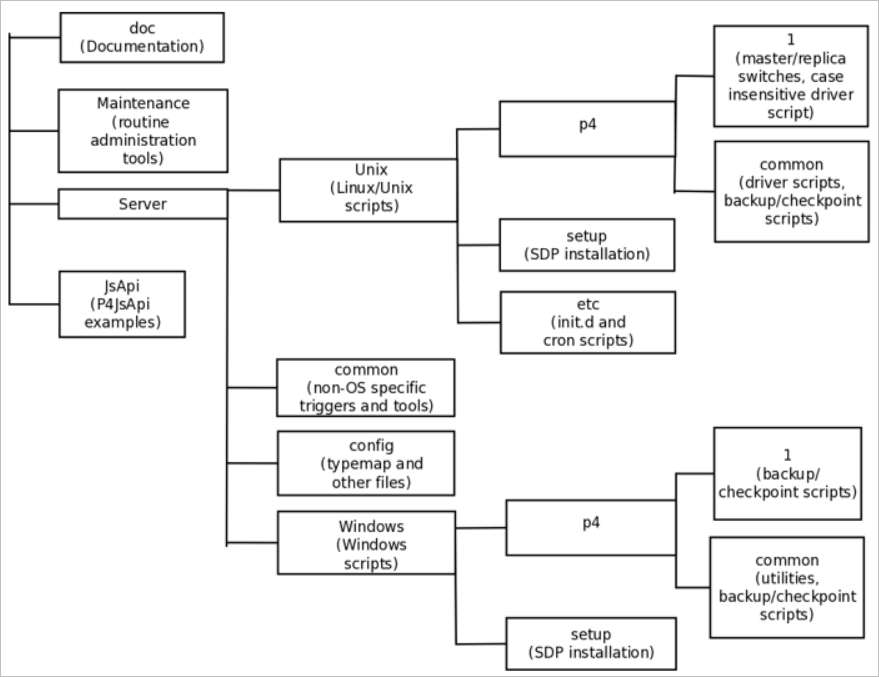 doc
(Documentation)
Maintenance
(routine
administration
tools)
Server
JsApi
(P4JsApi
examples)
Unix
(Linux/Unix
scripts)
p4
1
(master/replica
switches, case
insensitive driver
script)
common
(driver scripts,
backup/checkpoint
scripts)
setup
(SDP installation)
etc
(init.d and
cron scripts)
common
(non-OS specific
triggers and tools)
config
(typemap and
other files)
Windows
(Windows
scripts)
p4
1
(backup/
checkpoint scripts)
common
(utilities,
backup/checkpoint
scripts)
setup
(SDP installation)